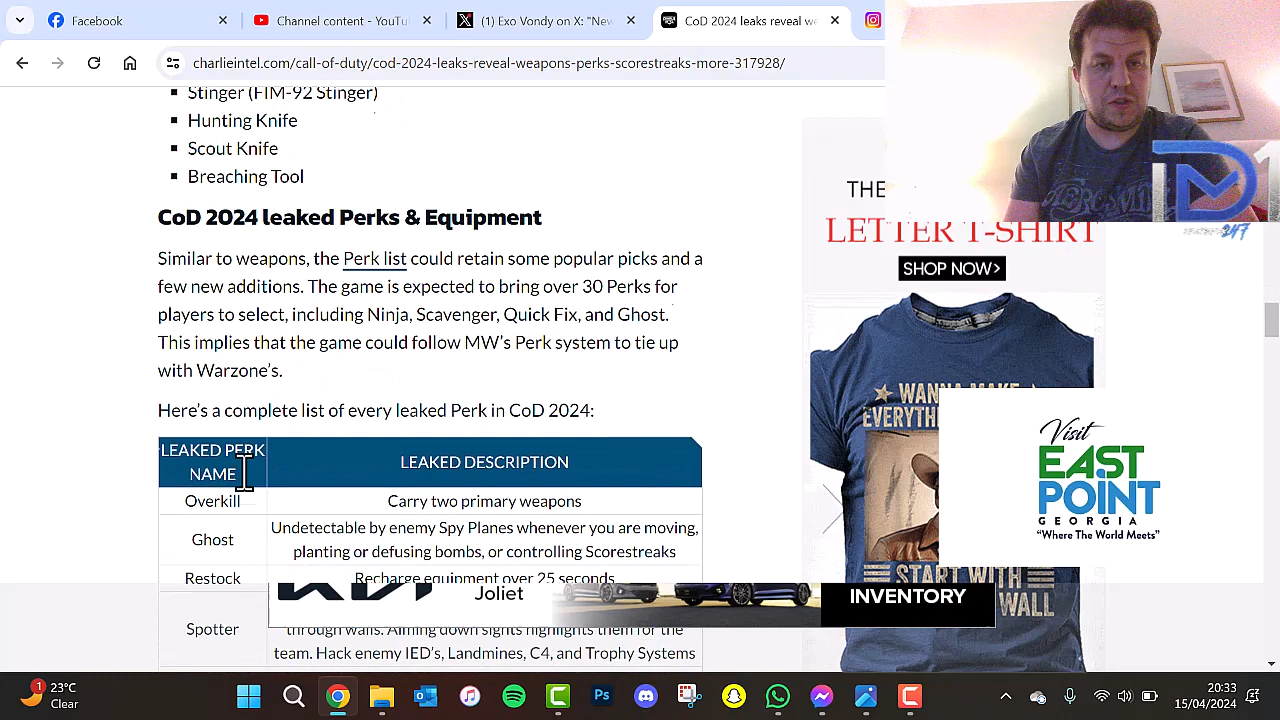 Facebook
Channel content - YouTu
(1) Exo Vondy on X: "New
CoD 2024 leaks reveal we
charlieintel.com/call-of-duty/cod-2024-leaks-reveal-weapons-perks-scorestreaks-more-317928/
Stinger (FIM-92 Stinger)
Hunting Knife
Scout Knife
Breaching Tool
CoD 2024 leaked Perks & Equipment
Similar to weapons, the Perk list could retain some popular picks and a
few new additions. The game is expected to bring over 30 Perks for
players to select, including Ninja, Scavenger, Quick Fix, and Ghost.
This implies that the game could follow MW's Perk system to tie up
with Warzone's.
Here's a complete list of every leaked Perk in CoD 2024:
LEAKED PERK
NAME
LEAKED DESCRIPTION
Overkill
Carry two primary weapons
Ghost
Undetectable by enemy Spy Planes whenever you are moving,
planting or defusing bombs, or controlling Scorestreaks
Restock
Recharge equipment over 25 seconds
Spotter
through walls. Aiming down sights highlights them for the
team. Hack enemy IED's, Landmines, C4, and Trophy Systems
Joliet
INVENTORY
THE
LETTER T-SHIRT
SHOP NOW>
WANNA MAKE
EVERYTH
START WITH
WALL
Visit
EAST
POINT
GEORGIA
"Where The World Meets"
247
1
23°C
Clear
20:33
15/04/2024